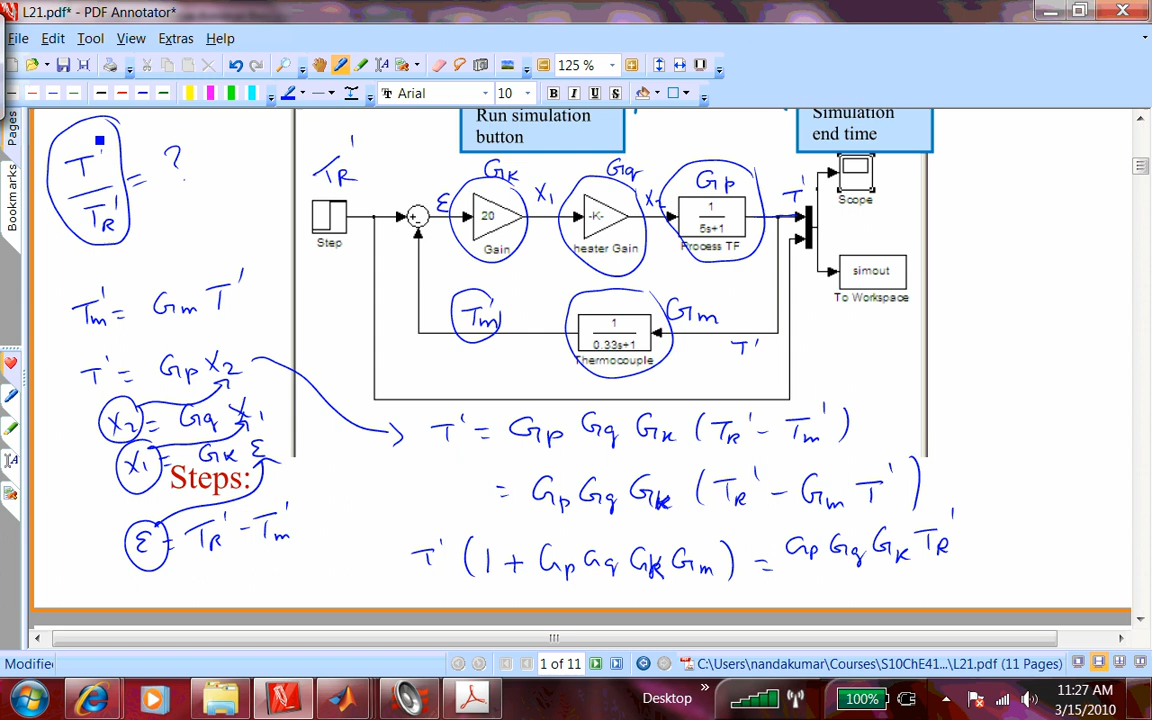 L21.pdf* - PDF Annotator*
File Edit Tool View Extras Help
125 %
Arial 10 B I U S
Pages
Bookmarks
Run simulation
button
Simulation
end time
T' / TR' = ?
TR'
Step
+
-
ε
GK
20
Gain
X1
Gq
-K-
heater Gain
X2
Gp
1
5s+1
Process TF
T'
Scope
simout
To Workspace
Tm'
1
0.33s+1
Thermocouple
Gm
T'
Tm' = Gm T'
T' = Gp X2
X2 = Gq X1
X1 = GK ε
Steps:
ε = TR' - Tm'
T' = Gp Gq GK (TR' - Tm')
= Gp Gq GK (TR' - Gm T')
T' (1 + Gp Gq GK Gm) = Gp Gq GK TR'
Modified
1 of 11
C:\Users\nandakumar\Courses\S10ChE41...\L21.pdf (11 Pages)
Desktop
»
100%
11:27 AM
3/15/2010